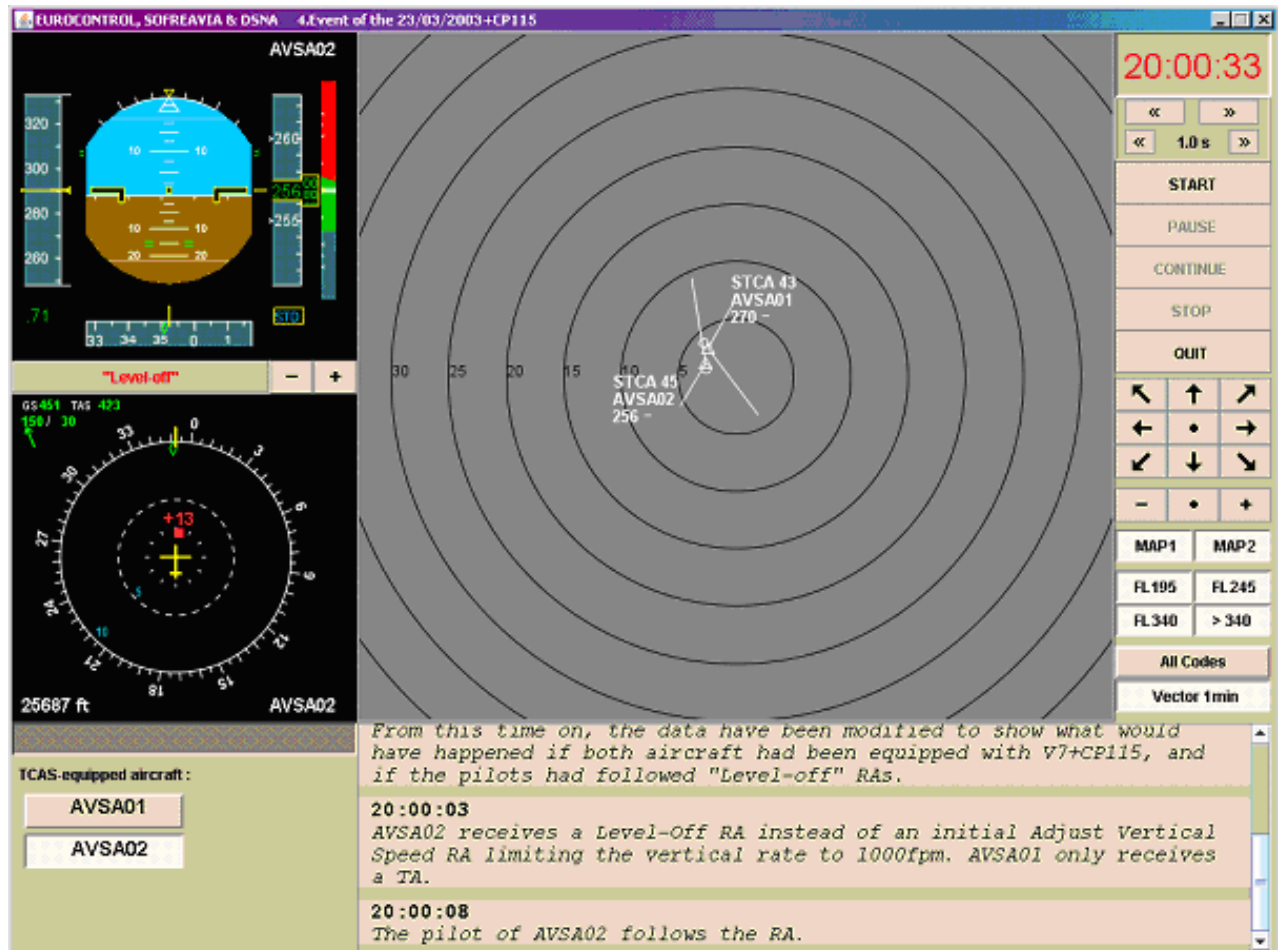 EUROCONTROL, SOFREAVIA & DSNA 4.Event of the 23/03/2003+CP115
AVSA02
320
300
280
260
10 10
10 10
20 20
260
256
255
.71
STD
33 34 35 0 1
"Level-off" - +
GS451 TAS 423
150/ 30
33 0 3 6 9 12 15 18 21 24 27 30
+13
5
10
25687 ft AVSA02
TCAS-equipped aircraft :
AVSA01
AVSA02
30 25 20 15 10 5
STCA 43
AVSA01
270 -
STCA 45
AVSA02
256 -
20:00:33
« »
« 1.0 s »
START
PAUSE
CONTINUE
STOP
QUIT
- • +
MAP1 MAP2
FL195 FL245
FL340 > 340
All Codes
Vector 1min
From this time on, the data have been modified to show what would
have happened if both aircraft had been equipped with V7+CP115, and
if the pilots had followed "Level-off" RAs.
20:00:03
AVSA02 receives a Level-Off RA instead of an initial Adjust Vertical
Speed RA limiting the vertical rate to 1000fpm. AVSA01 only receives
a TA.
20:00:08
The pilot of AVSA02 follows the RA.